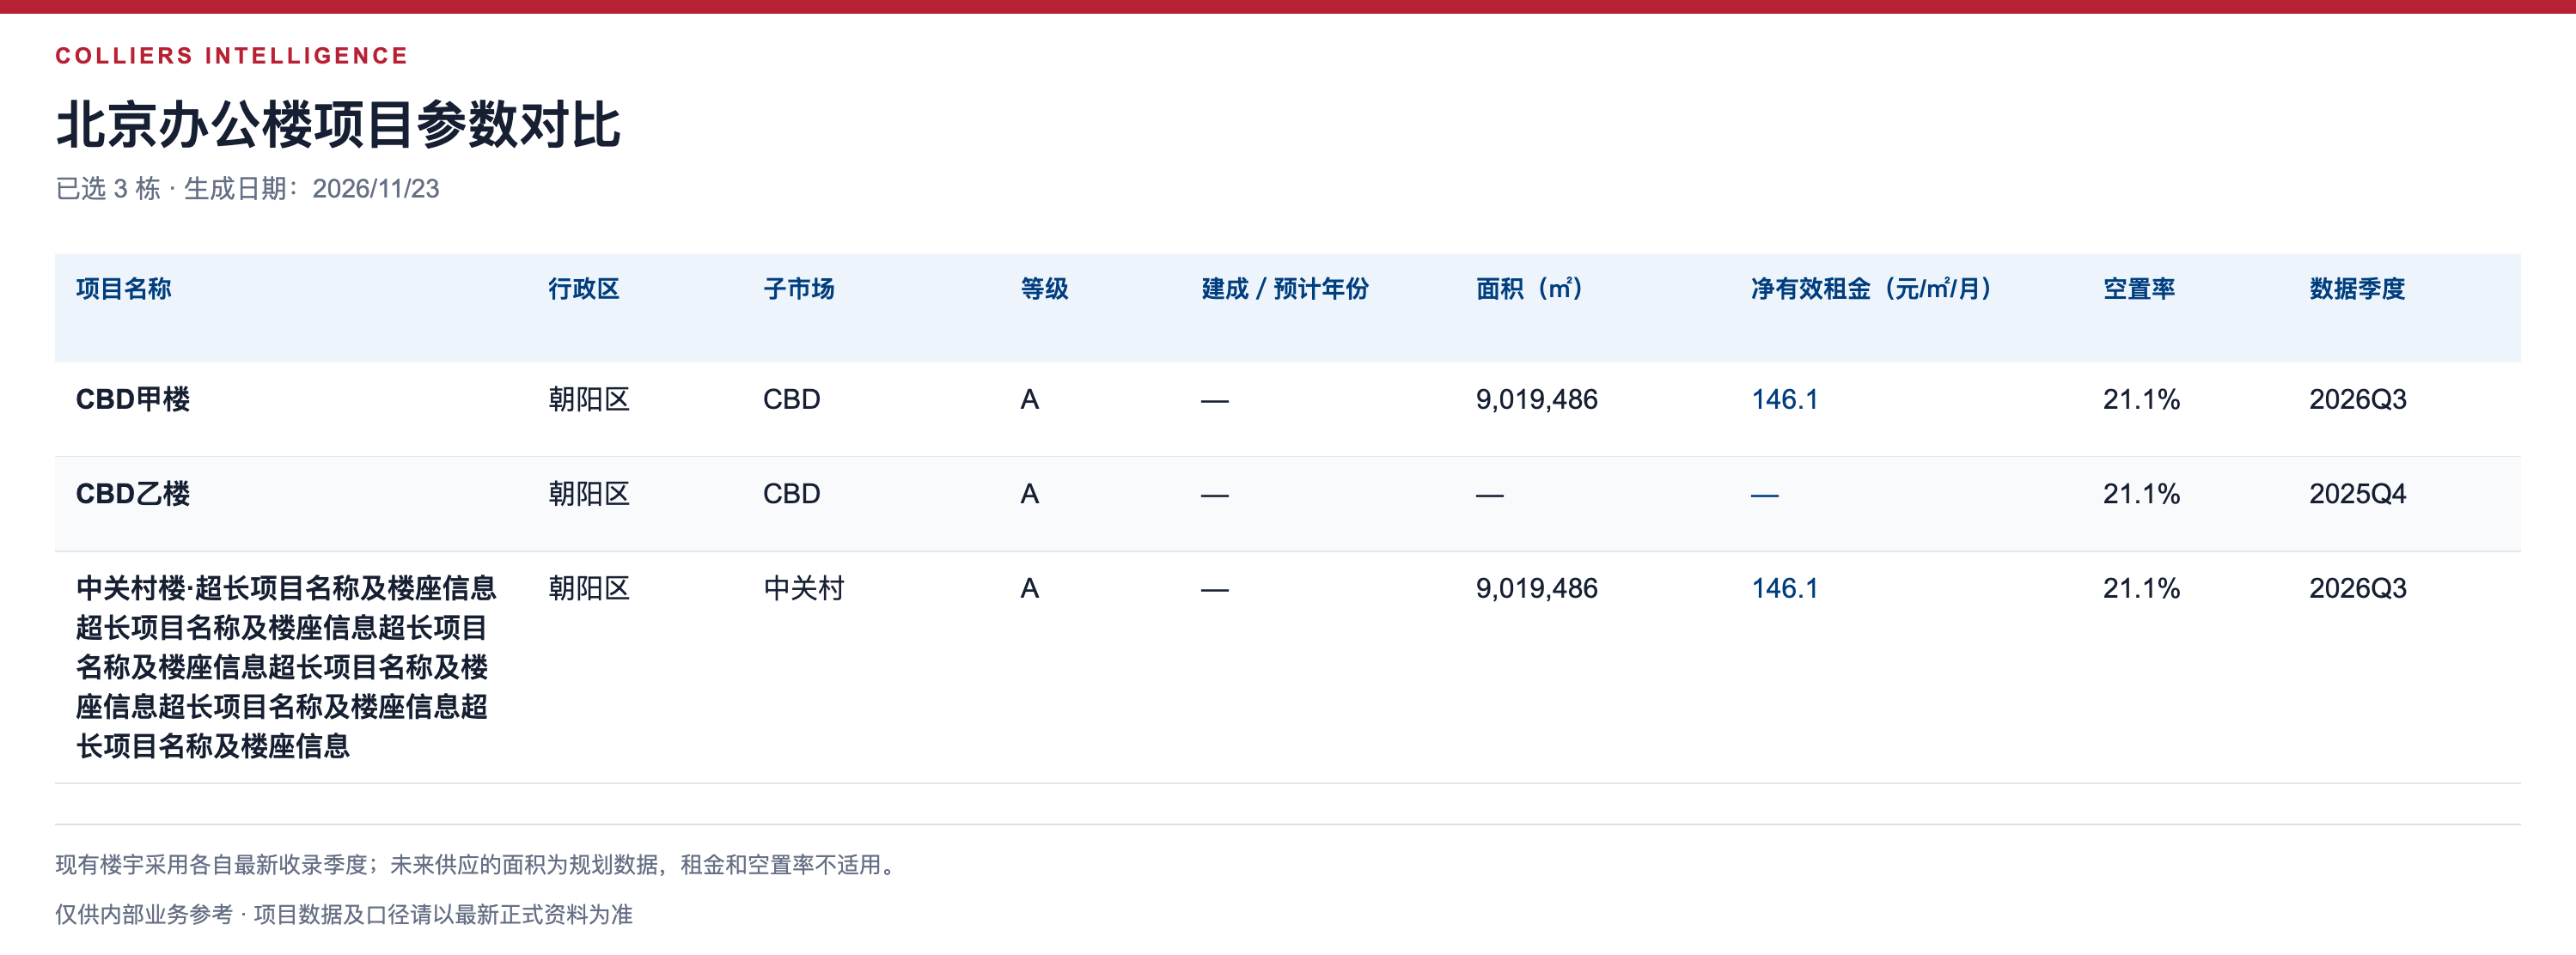 COLLIERS INTELLIGENCE
北京办公楼项目参数对比
已选 3 栋 · 生成日期：2026/11/23
项目名称 行政区 子市场 等级 建成 / 预计年份 面积（㎡） 净有效租金（元/㎡/月） 空置率 数据季度
CBD甲楼 朝阳区 CBD A — 9,019,486 146.1 21.1% 2026Q3
CBD乙楼 朝阳区 CBD A — — — 21.1% 2025Q4
中关村楼·超长项目名称及楼座信息 朝阳区 中关村 A — 9,019,486 146.1 21.1% 2026Q3
超长项目名称及楼座信息超长项目
名称及楼座信息超长项目名称及楼
座信息超长项目名称及楼座信息超
长项目名称及楼座信息
现有楼宇采用各自最新收录季度；未来供应的面积为规划数据，租金和空置率不适用。
仅供内部业务参考 · 项目数据及口径请以最新正式资料为准